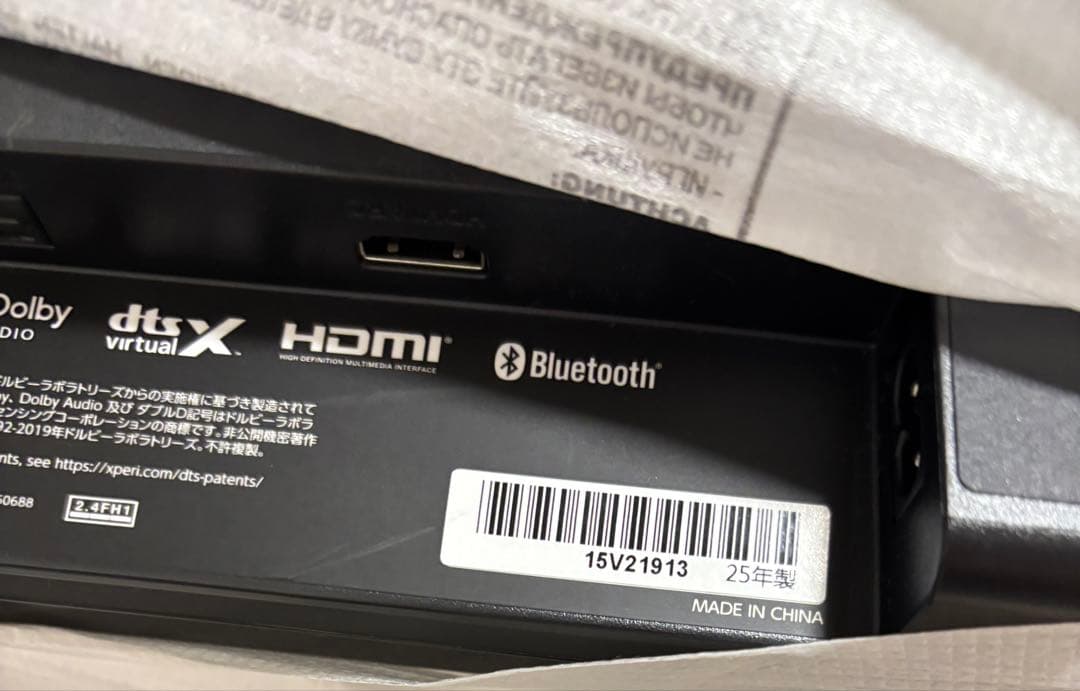 ПРЕДУПРЕЖДЕНИЕ
ЧТОБЫ ИЗБЕГАТЬ
НЕ
ACHTUNG:
Dolby
DIO
dts X
virtual
HDMI
HIGH DEFINITION MULTIMEDIA INTERFACE
Bluetooth
ドルビーラボラトリーズからの実施権に基づき製造されて
y. Dolby Audio 及び ダブルD記号はドルビーラボラ
センシングコーポレーションの商標です。非公開機密著作
92-2019年ドルビーラボラトリーズ。不許複製。
nts, see https://xperi.com/dts-patents/
50688
2.4FH1
15V21913
25年製
MADE IN CHINA